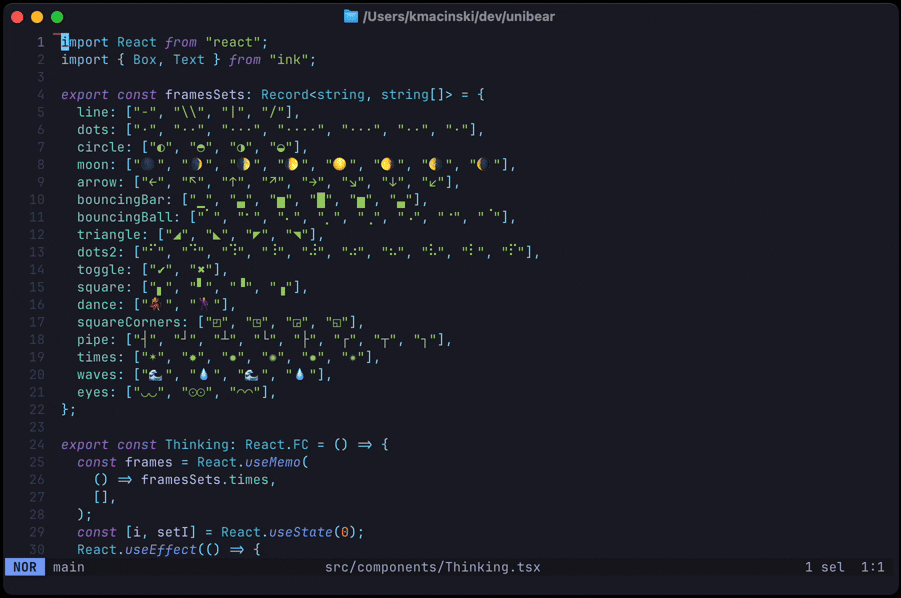 /Users/kmacinski/dev/unibear
1 import React from "react";
2 import { Box, Text } from "ink";
3
4 export const framesSets: Record<string, string[]> = {
5 line: ["-", "\\", "|", "/"],
6 dots: ["·", "··", "···", "····", "···", "··", "·"],
7 circle: ["◐", "◓", "◑", "◒"],
8 moon: ["🌑", "🌒", "🌓", "🌔", "🌕", "🌖", "🌗", "🌘"],
9 arrow: ["←", "↖", "↑", "↗", "→", "↘", "↓", "↙"],
10 bouncingBar: ["▁", "▃", "▅", "▇", "▅", "▃"],
11 bouncingBall: ["⠁", "⠂", "⠄", "⡀", "⢀", "⠠", "⠐", "⠈"],
12 triangle: ["◢", "◣", "◤", "◥"],
13 dots2: ["⠋", "⠙", "⠹", "⠸", "⠼", "⠴", "⠦", "⠧", "⠇", "⠏"],
14 toggle: ["✔", "✖"],
15 square: ["▖", "▘", "▝", "▗"],
16 dance: ["💃", "🕺"],
17 squareCorners: ["◰", "◳", "◲", "◱"],
18 pipe: ["┤", "┘", "┴", "└", "├", "┌", "┬", "┐"],
19 times: ["✶", "✸", "✹", "✺", "✹", "✷"],
20 waves: ["🌊", "💧", "🌊", "💧"],
21 eyes: ["◡◡", "⊙⊙", "◠◠"],
22 };
23
24 export const Thinking: React.FC = () => {
25 const frames = React.useMemo(
26 () => framesSets.times,
27 [],
28 );
29 const [i, setI] = React.useState(0);
30 React.useEffect(() => {
NOR main src/components/Thinking.tsx 1 sel 1:1